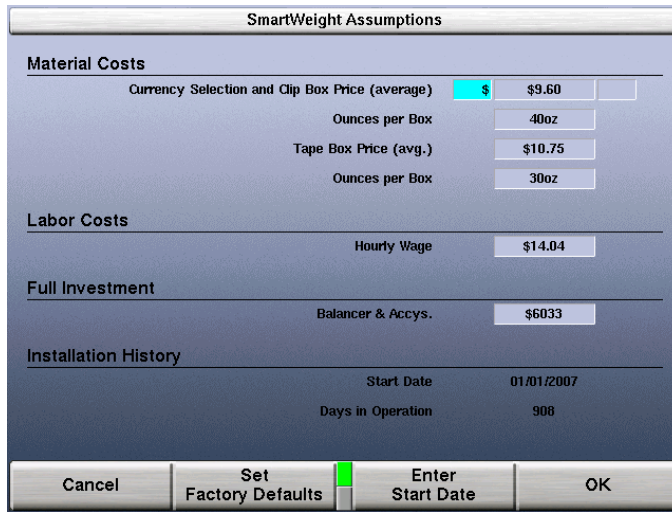 SmartWeight Assumptions
Material Costs
Currency Selection and Clip Box Price (average) $ $9.60
Ounces per Box 40oz
Tape Box Price (avg.) $10.75
Ounces per Box 30oz
Labor Costs
Hourly Wage $14.04
Full Investment
Balancer & Accys. $6033
Installation History
Start Date 01/01/2007
Days in Operation 908
Cancel
Set
Factory Defaults
Enter
Start Date
OK